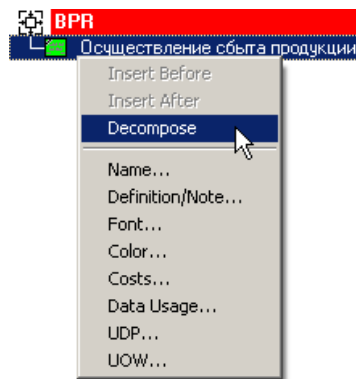 BPR
Осуществление сбыта продукции
Insert Before
Insert After
Decompose
Name...
Definition/Note...
Font...
Color...
Costs...
Data Usage...
UDP...
UOW...